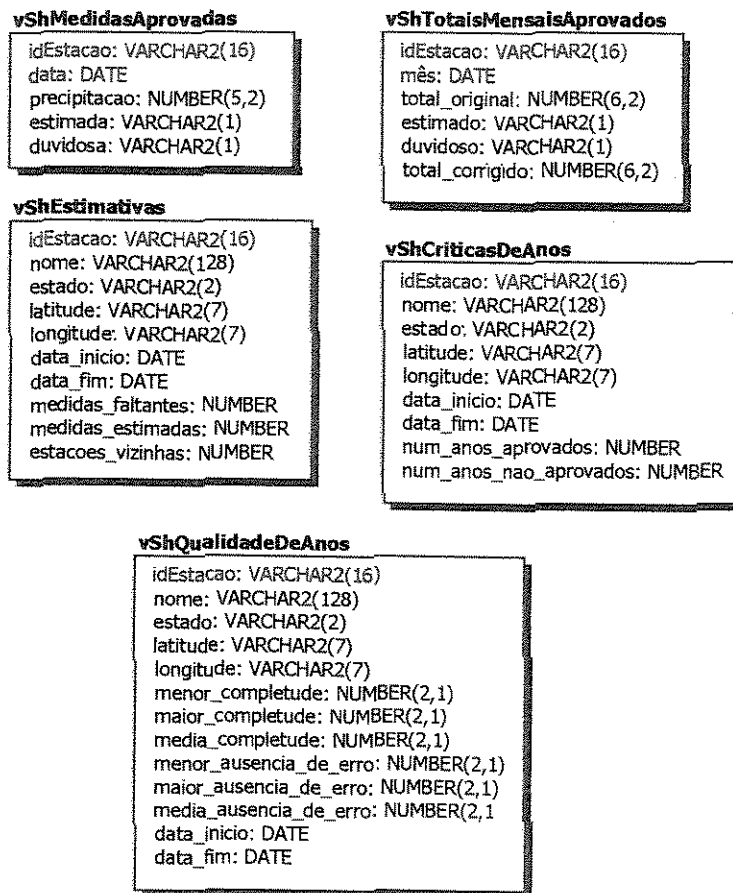 vShMedidasAprovadas
idEstacao: VARCHAR2(16)
data: DATE
precipitacao: NUMBER(5,2)
estimada: VARCHAR2(1)
duvidosa: VARCHAR2(1)
vShTotaisMensaisAprovados
idEstacao: VARCHAR2(16)
mês: DATE
total_original: NUMBER(6,2)
estimado: VARCHAR2(1)
duvidoso: VARCHAR2(1)
total_corrigido: NUMBER(6,2)
vShEstimativas
idEstacao: VARCHAR2(16)
nome: VARCHAR2(128)
estado: VARCHAR2(2)
latitude: VARCHAR2(7)
longitude: VARCHAR2(7)
data_inicio: DATE
data_fim: DATE
medidas_faltantes: NUMBER
medidas_estimadas: NUMBER
estacoes_vizinhas: NUMBER
vShCriticasDeAnos
idEstacao: VARCHAR2(16)
nome: VARCHAR2(128)
estado: VARCHAR2(2)
latitude: VARCHAR2(7)
longitude: VARCHAR2(7)
data_inicio: DATE
data_fim: DATE
num_anos_aprovados: NUMBER
num_anos_nao_aprovados: NUMBER
vShQualidadeDeAnos
idEstacao: VARCHAR2(16)
nome: VARCHAR2(128)
estado: VARCHAR2(2)
latitude: VARCHAR2(7)
longitude: VARCHAR2(7)
menor_completude: NUMBER(2,1)
maior_completude: NUMBER(2,1)
media_completude: NUMBER(2,1)
menor_ausencia_de_erro: NUMBER(2,1)
maior_ausencia_de_erro: NUMBER(2,1)
media_ausencia_de_erro: NUMBER(2,1
data_inicio: DATE
data_fim: DATE